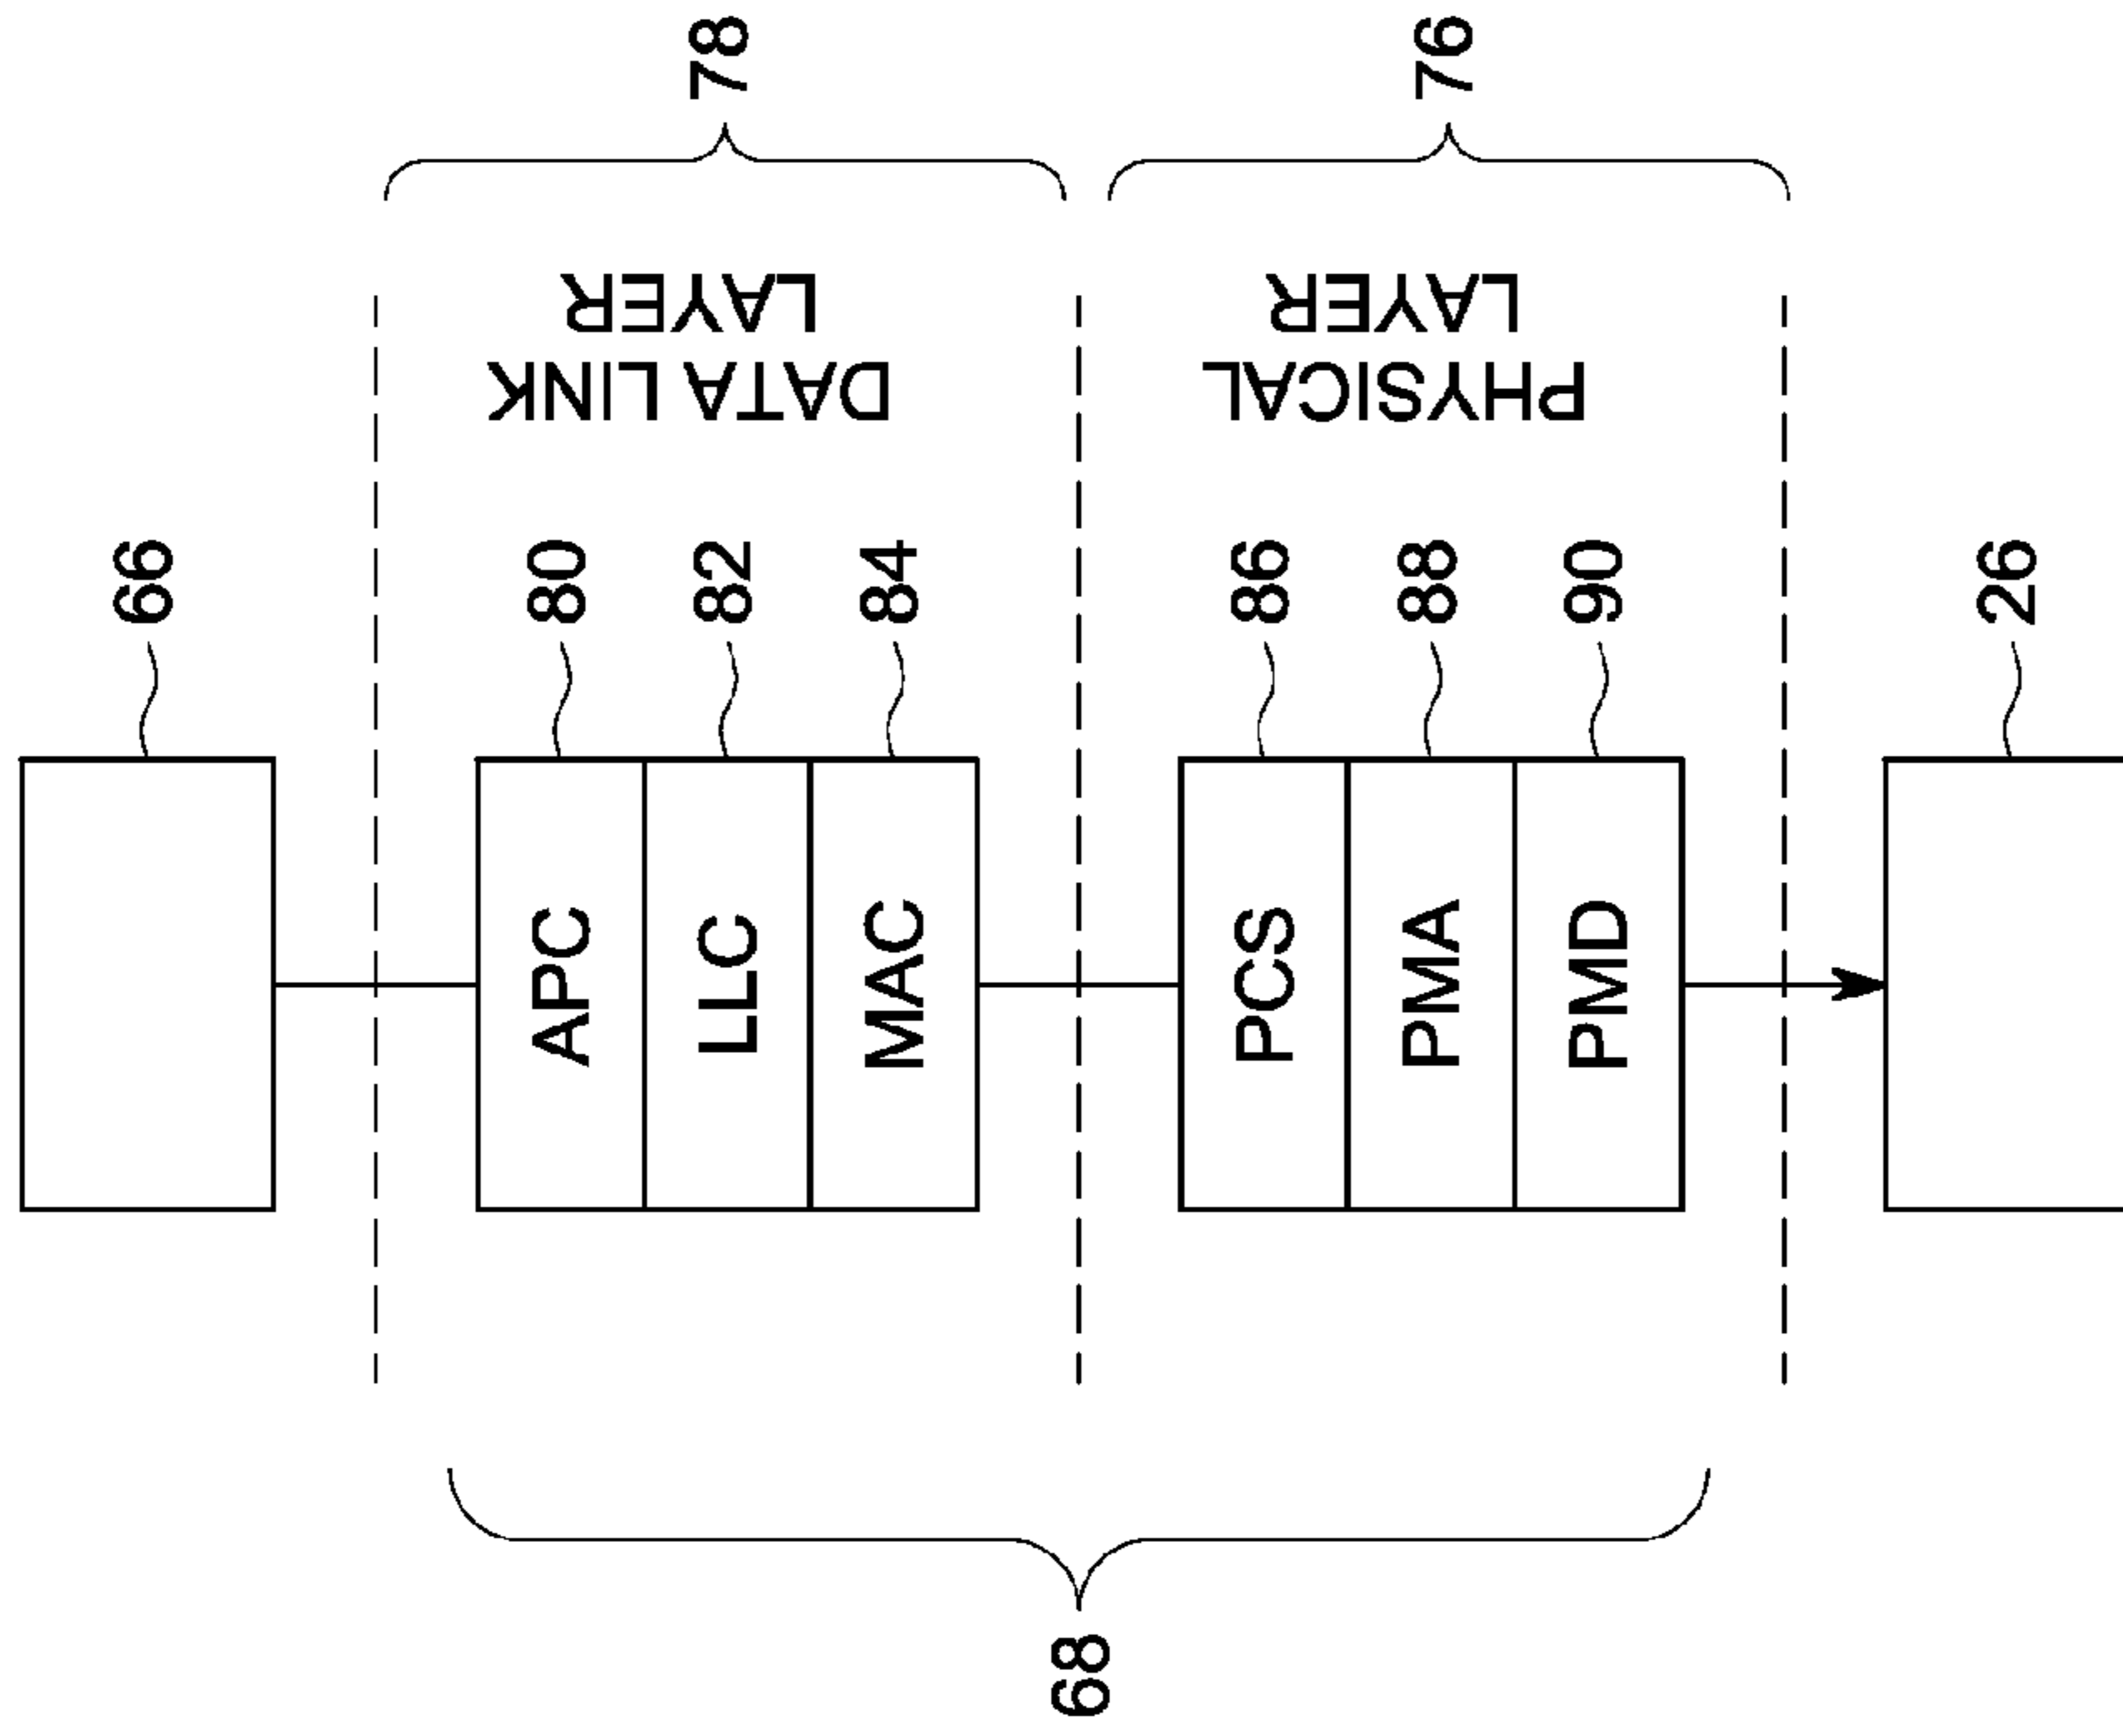 78
76
DATA LINK
LAYER
PHYSICAL
LAYER
66
80
82
84
86
88
90
26
APC
LLC
MAC
PCS
PMA
PMD
68